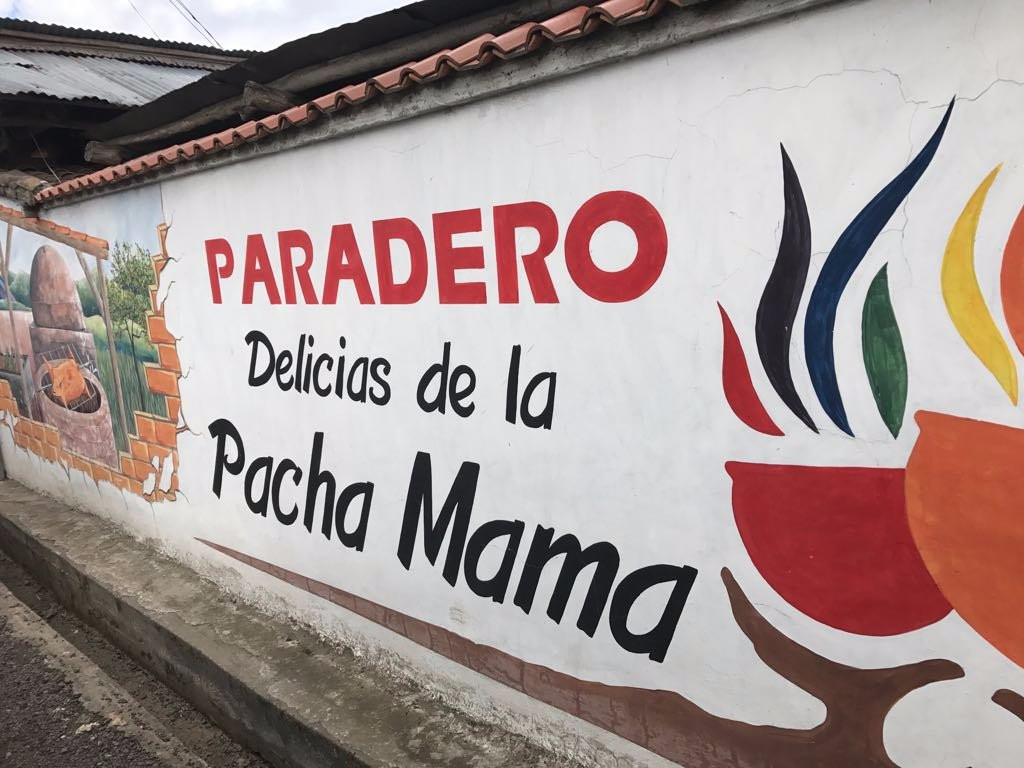 PARADERO
Delicias de la
Pacha Mama